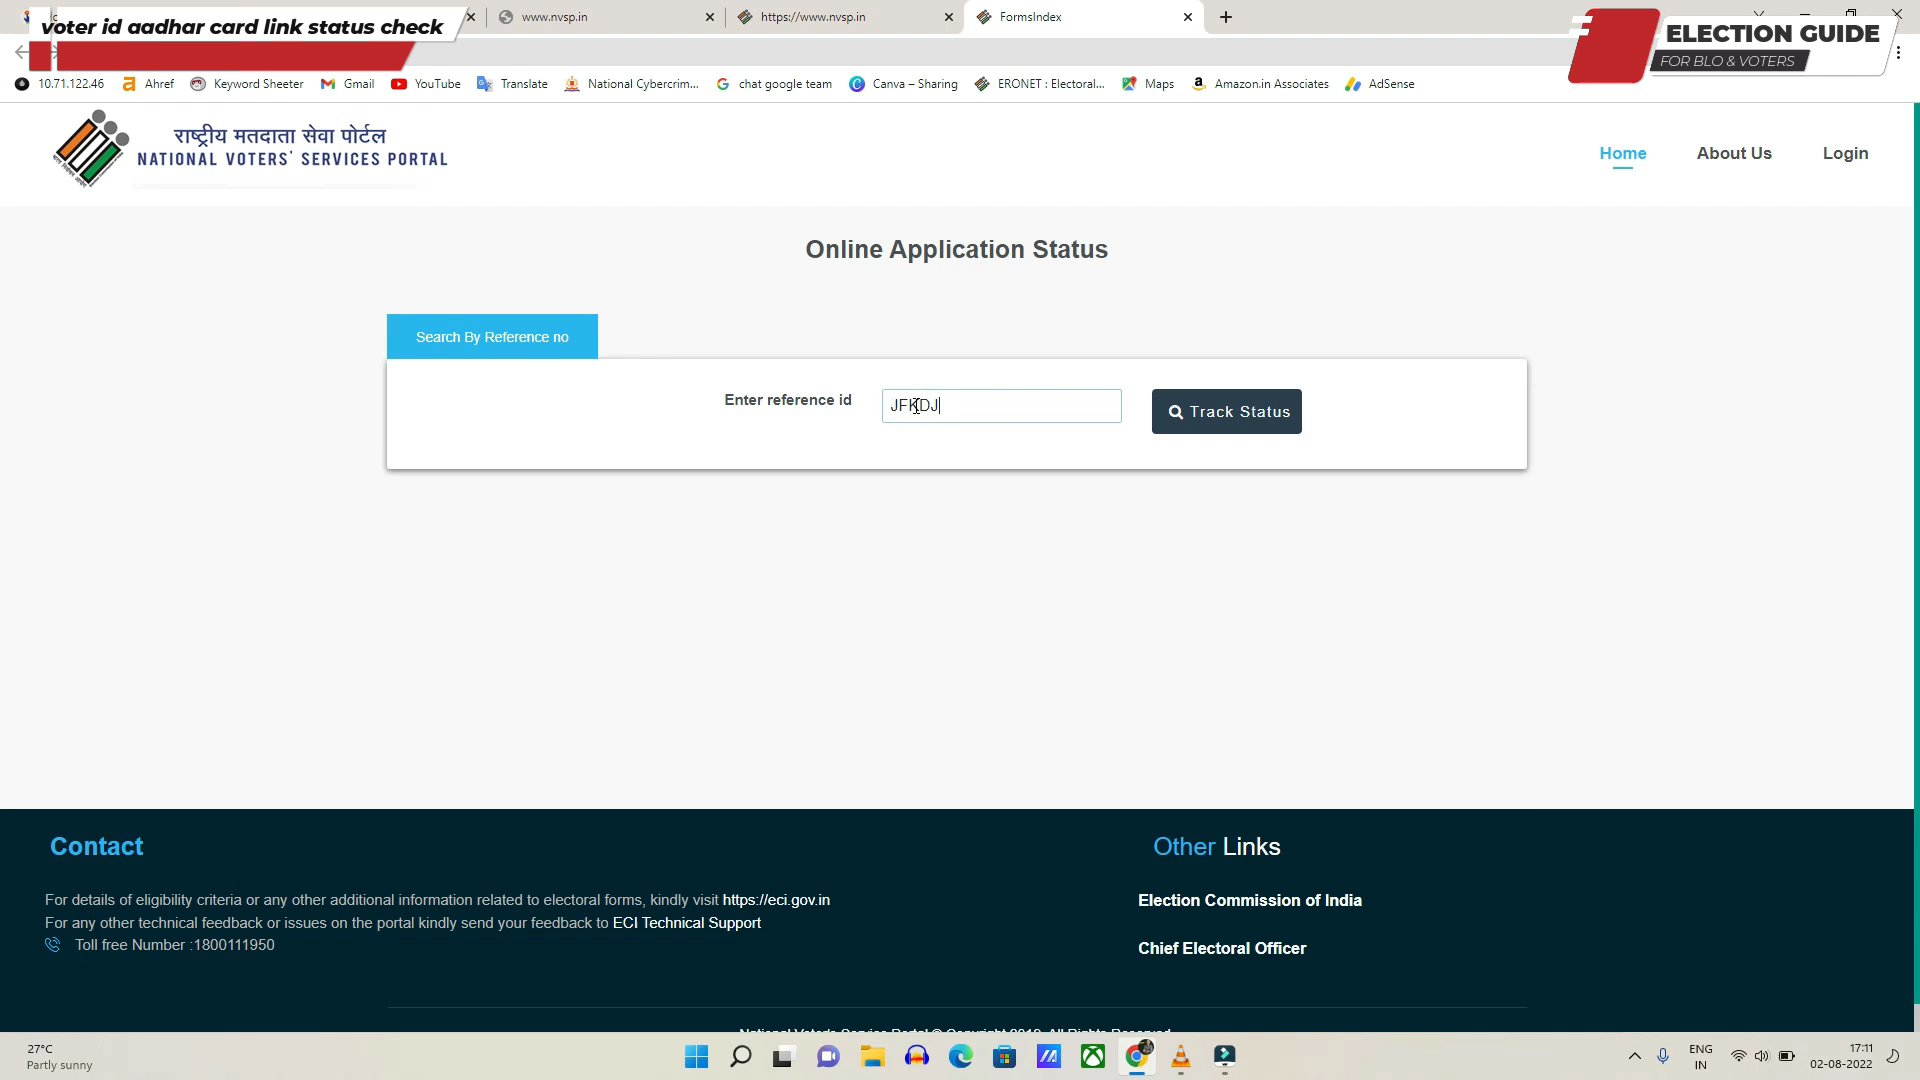 voter id aadhar card link status check
www.nvsp.in
https://www.nvsp.in
FormsIndex
ELECTION GUIDE
FOR BLO & VOTERS
10.71.122.46
Ahref
Keyword Sheeter
Gmail
YouTube
Translate
National Cybercrim...
chat google team
Canva – Sharing
ERONET : Electoral...
Maps
Amazon.in Associates
AdSense
राष्ट्रीय मतदाता सेवा पोर्टल
NATIONAL VOTERS' SERVICES PORTAL
Home
About Us
Login
Online Application Status
Search By Reference no
Enter reference id
JFKDJ
Track Status
Contact
Other Links
For details of eligibility criteria or any other additional information related to electoral forms, kindly visit https://eci.gov.in
For any other technical feedback or issues on the portal kindly send your feedback to ECI Technical Support
Toll free Number :1800111950
Election Commission of India
Chief Electoral Officer
27°C
Partly sunny
ENG
IN
17:11
02-08-2022